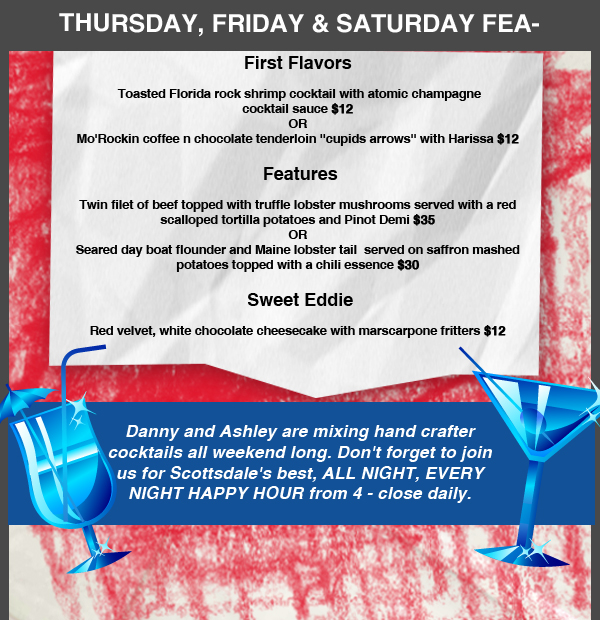 THURSDAY, FRIDAY & SATURDAY FEA-
First Flavors
Toasted Florida rock shrimp cocktail with atomic champagne
cocktail sauce $12
OR
Mo'Rockin coffee n chocolate tenderloin "cupids arrows" with Harissa $12
Features
Twin filet of beef topped with truffle lobster mushrooms served with a red
scalloped tortilla potatoes and Pinot Demi $35
OR
Seared day boat flounder and Maine lobster tail  served on saffron mashed
potatoes topped with a chili essence $30
Sweet Eddie
Red velvet, white chocolate cheesecake with marscarpone fritters $12
Danny and Ashley are mixing hand crafter
cocktails all weekend long. Don't forget to join
us for Scottsdale's best, ALL NIGHT, EVERY
NIGHT HAPPY HOUR from 4 - close daily.